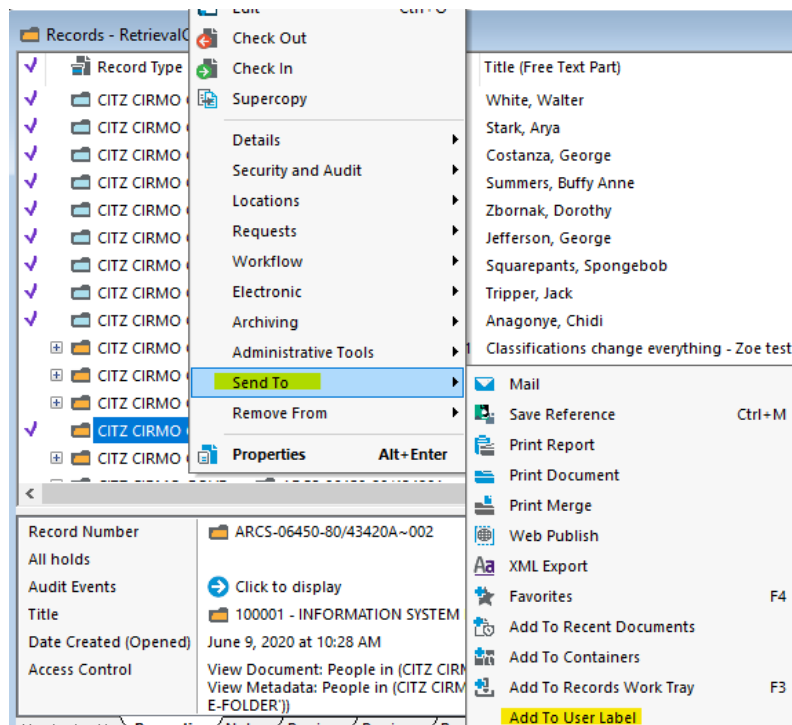 Edit Ctrl+O
Records - Retrieval
Check Out
Check In
Supercopy
Details
Security and Audit
Locations
Requests
Workflow
Electronic
Archiving
Administrative Tools
Send To
Remove From
Properties Alt+Enter
Record Type
Title (Free Text Part)
CITZ CIRMO
White, Walter
CITZ CIRMO
Stark, Arya
CITZ CIRMO
Costanza, George
CITZ CIRMO
Summers, Buffy Anne
CITZ CIRMO
Zbornak, Dorothy
CITZ CIRMO
Jefferson, George
CITZ CIRMO
Squarepants, Spongebob
CITZ CIRMO
Tripper, Jack
CITZ CIRMO
Anagonye, Chidi
CITZ CIRMO
1 Classifications change everything - Zoe test
CITZ CIRMO
CITZ CIRMO
CITZ CIRMO
CITZ CIRMO
Mail
Save Reference Ctrl+M
Print Report
Print Document
Print Merge
Web Publish
XML Export
Favorites F4
Add To Recent Documents
Add To Containers
Add To Records Work Tray F3
Add To User Label
Record Number ARCS-06450-80/43420A~002
All holds
Audit Events Click to display
Title 100001 - INFORMATION SYSTEM
Date Created (Opened) June 9, 2020 at 10:28 AM
Access Control View Document: People in (CITZ CIRM
View Metadata: People in (CITZ CIRM
E-FOLDER'))